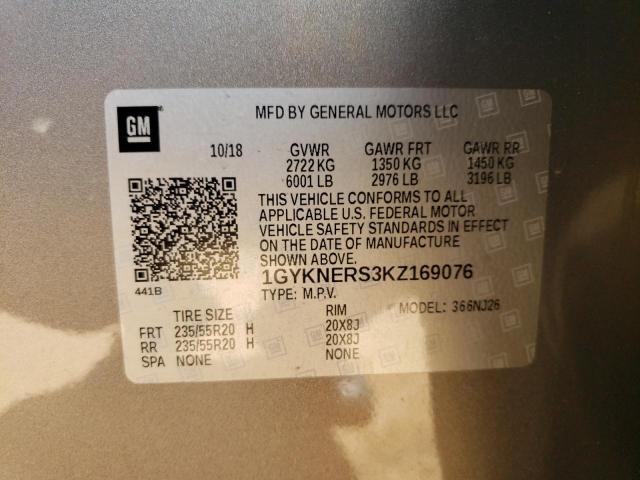 GM
MFD BY GENERAL MOTORS LLC
10/18 GVWR GAWR FRT GAWR RR
2722 KG 1350 KG 1450 KG
6001 LB 2976 LB 3196 LB
THIS VEHICLE CONFORMS TO ALL
APPLICABLE U.S. FEDERAL MOTOR
VEHICLE SAFETY STANDARDS IN EFFECT
ON THE DATE OF MANUFACTURE
SHOWN ABOVE.
441B
1GYKNERS3KZ169076
TYPE: M.P.V. MODEL: 366NJ26
TIRE SIZE RIM
FRT 235/55R20 H 20X8J
RR 235/55R20 H 20X8J
SPA NONE NONE